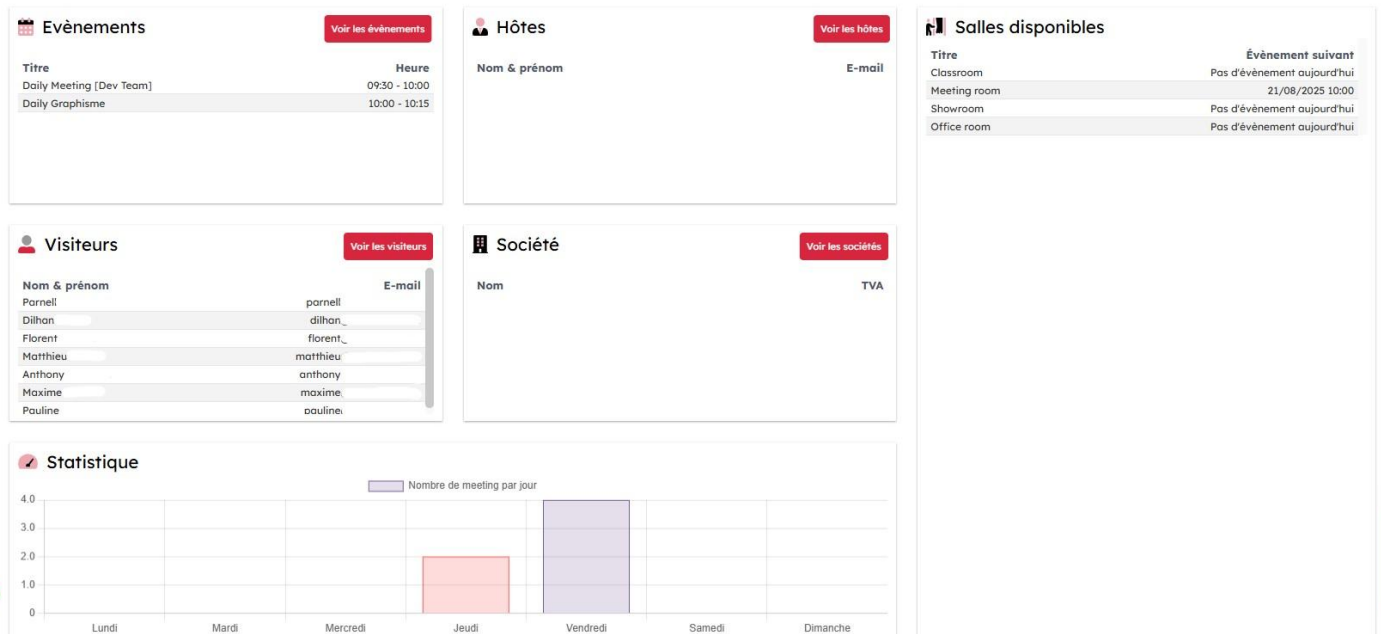 Evènements
Voir les évènements
Titre Heure
Daily Meeting [Dev Team] 09:30 - 10:00
Daily Graphisme 10:00 - 10:15
Hôtes
Voir les hôtes
Nom & prénom E-mail
Salles disponibles
Titre Évènement suivant
Classroom Pas d'évènement aujourd'hui
Meeting room 21/08/2025 10:00
Showroom Pas d'évènement aujourd'hui
Office room Pas d'évènement aujourd'hui
Visiteurs
Voir les visiteurs
Nom & prénom E-mail
Parnell parnell
Dilhan dilhan_
Florent florent_
Matthieu matthieu
Anthony anthony
Maxime maxime
Pauline pauline
Société
Voir les sociétés
Nom TVA
Statistique
Nombre de meeting par jour
4.0
3.0
2.0
1.0
0
Lundi Mardi Mercredi Jeudi Vendredi Samedi Dimanche